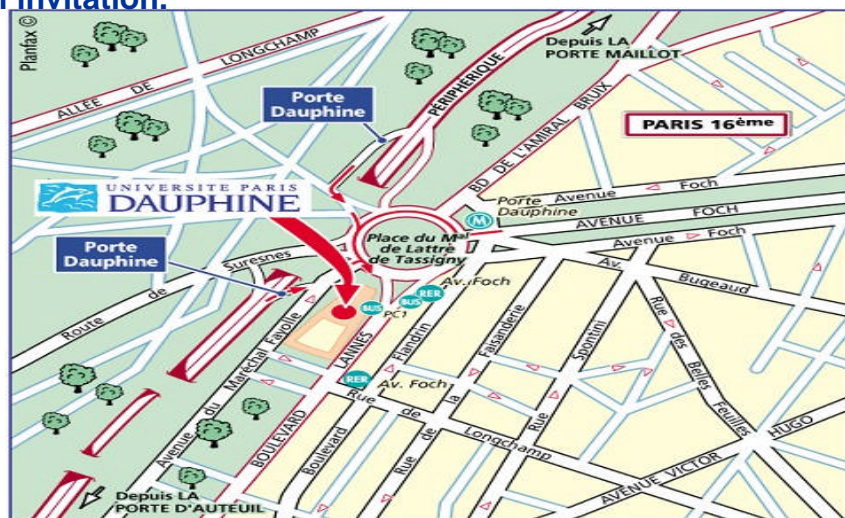 l'invitation.
Planfax ©
ALLÉE DE LONGCHAMP
Depuis LA
PORTE MAILLOT
PÉRIPHÉRIQUE
BD DE L'AMIRAL BRUIX
Porte
Dauphine
PARIS 16ème
UNIVERSITE PARIS
DAUPHINE
M
Porte
Dauphine
Avenue Foch
AVENUE FOCH
Avenue Foch
Place du Mal
de Lattre
de Tassigny
Porte
Dauphine
Route de Suresnes
Av. Bugeaud
Av. Foch
RER
BUS
BUS
PC1
Avenue du Maréchal Fayolle
BOULEVARD LANNES
Boulevard Flandrin
Rue de la Faisanderie
Rue Spontini
Rue des Belles Feuilles
RER
Av. Foch
Rue de Longchamp
AVENUE VICTOR HUGO
Depuis LA
PORTE D'AUTEUIL